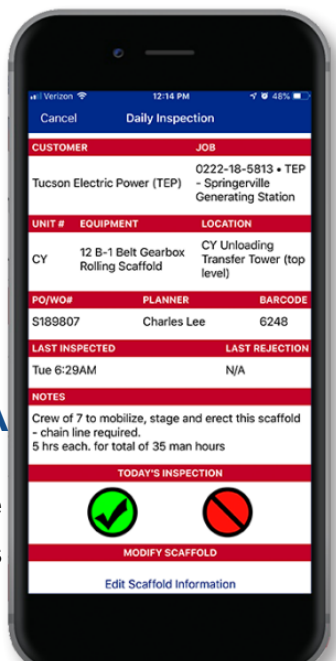 Verizon 12:14 PM 48%
Cancel Daily Inspection
CUSTOMER JOB
Tucson Electric Power (TEP)
0222-18-5813 • TEP
- Springerville
Generating Station
UNIT # EQUIPMENT LOCATION
CY
12 B-1 Belt Gearbox
Rolling Scaffold
CY Unloading
Transfer Tower (top
level)
PO/WO# PLANNER BARCODE
S189807 Charles Lee 6248
LAST INSPECTED LAST REJECTION
Tue 6:29AM N/A
NOTES
Crew of 7 to mobilize, stage and erect this scaffold
- chain line required.
5 hrs each. for total of 35 man hours
TODAY'S INSPECTION
MODIFY SCAFFOLD
Edit Scaffold Information
A
e
s